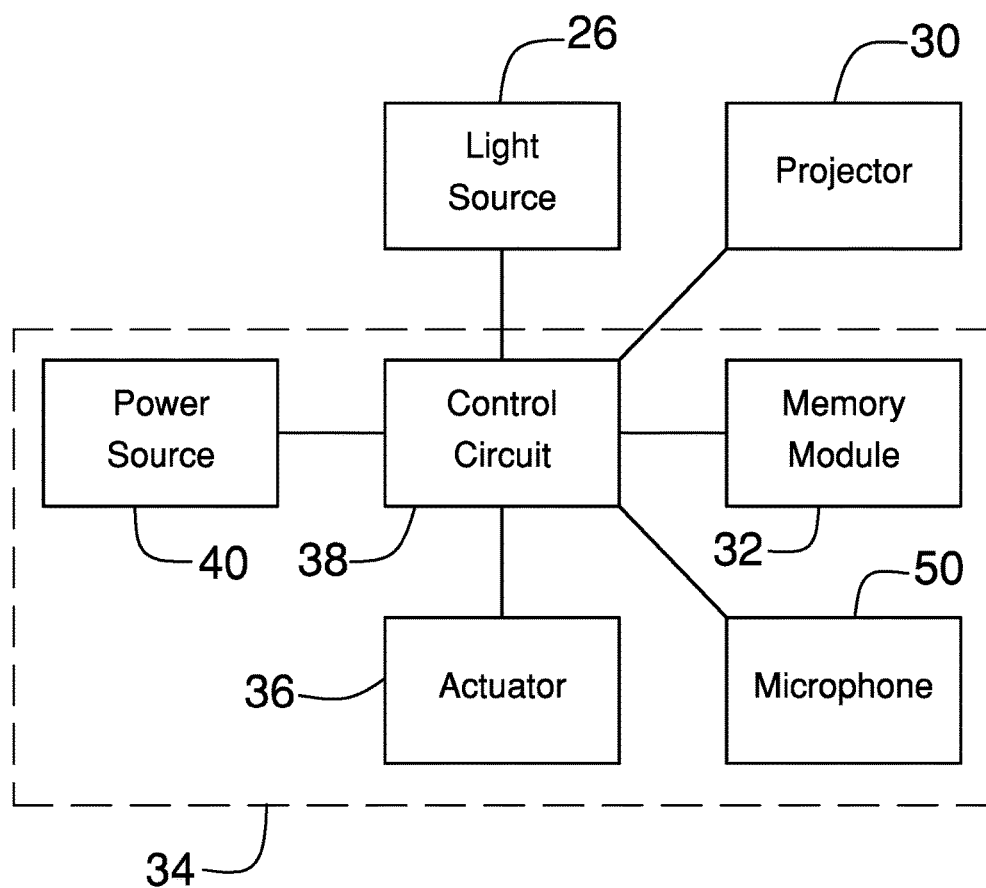 26
30
Light
Source
Projector
Power
Source
Control
Circuit
Memory
Module
40
38
32
50
36
Actuator
Microphone
34